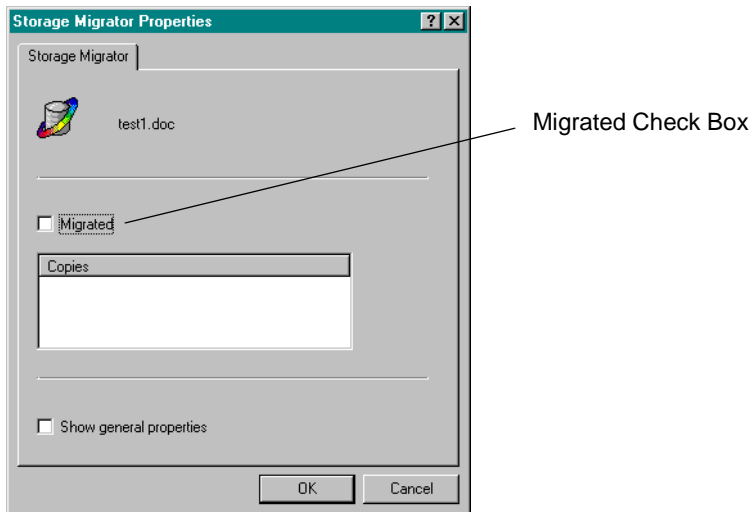 Storage Migrator Properties
Storage Migrator
test1.doc
Migrated Check Box
Migrated
Copies
Show general properties
OK Cancel